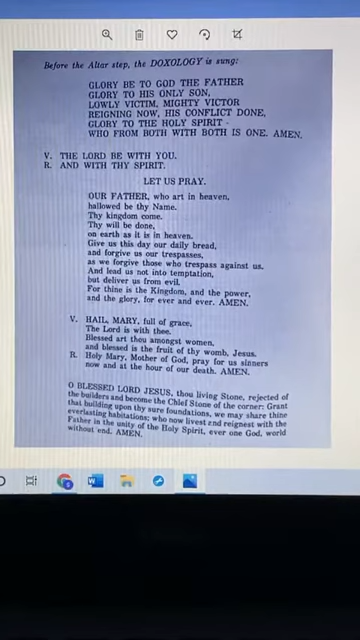 Before the Altar step, the DOXOLOGY is sung:
GLORY BE TO GOD THE FATHER
GLORY TO HIS ONLY SON,
LOWLY VICTIM, MIGHTY VICTOR
REIGNING NOW, HIS CONFLICT DONE,
GLORY TO THE HOLY SPIRIT -
WHO FROM BOTH WITH BOTH IS ONE. AMEN.
V. THE LORD BE WITH YOU.
R. AND WITH THY SPIRIT.
LET US PRAY.
OUR FATHER, who art in heaven,
hallowed be thy Name.
Thy kingdom come.
Thy will be done,
on earth as it is in heaven.
Give us this day our daily bread,
and forgive us our trespasses,
as we forgive those who trespass against us.
And lead us not into temptation,
but deliver us from evil.
For thine is the Kingdom, and the power,
and the glory, for ever and ever. AMEN.
V. HAIL, MARY, full of grace,
The Lord is with thee.
Blessed art thou amongst women,
and blessed is the fruit of thy womb, Jesus.
R. Holy Mary, Mother of God, pray for us sinners
now and at the hour of our death. AMEN.
O BLESSED LORD JESUS, thou living Stone, rejected of
the builders and become the Chief Stone of the corner: Grant
that building upon thy sure foundations, we may share thine
everlasting habitations; who now livest and reignest with the
Father in the unity of the Holy Spirit, ever one God, world
without end. AMEN.